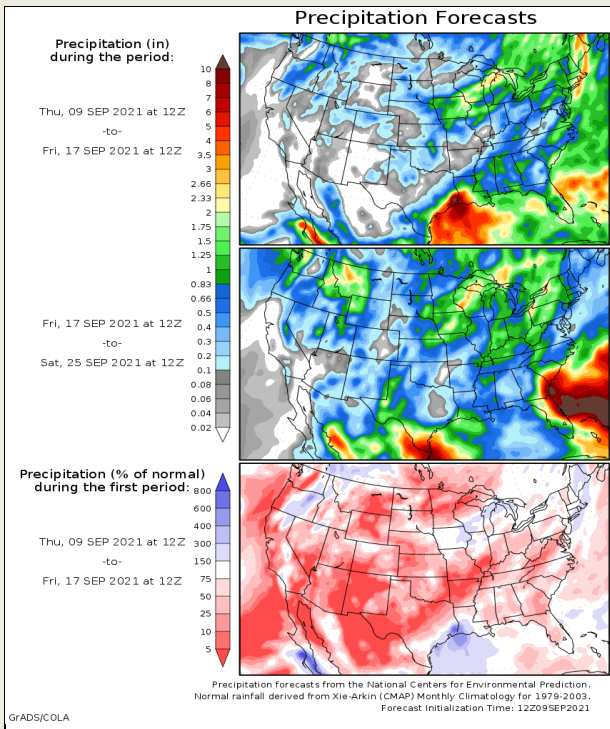 Precipitation Forecasts
Precipitation (in)
during the period:
Thu, 09 SEP 2021 at 12Z
-to-
Fri, 17 SEP 2021 at 12Z
10
8
7
6
5
4
3.5
3
2.66
2.33
2
1.75
1.5
1.25
1
0.83
0.66
0.5
0.4
0.3
0.2
0.1
0.08
0.06
0.04
0.02
Fri, 17 SEP 2021 at 12Z
-to-
Sat, 25 SEP 2021 at 12Z
Precipitation (% of normal)
during the first period:
Thu, 09 SEP 2021 at 12Z
-to-
Fri, 17 SEP 2021 at 12Z
800
600
400
300
150
75
50
25
10
5
Precipitation forecasts from the National Centers for Environmental Prediction.
Normal rainfall derived from Xie-Arkin (CMAP) Monthly Climatology for 1979-2003.
Forecast Initialization Time: 12Z09SEP2021
GrADS/COLA